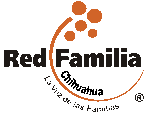 Red Familia
Chihuahua
La Voz de las Familias
®